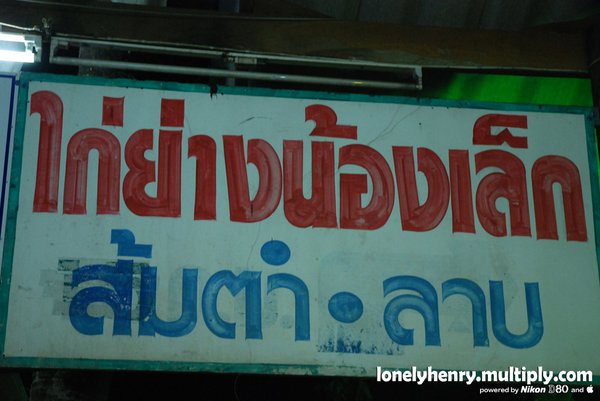 ไก่ย่างน้องเล็ก
ส้มตำ • ลาบ
lonelyhenry.multiply.com
powered by Nikon D80 and